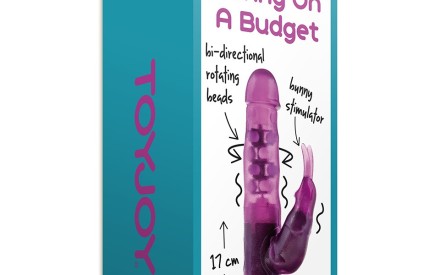 On
A Budget
bi-directional
rotating
beads
bunny
stimulator
17 cm
TOYJOY